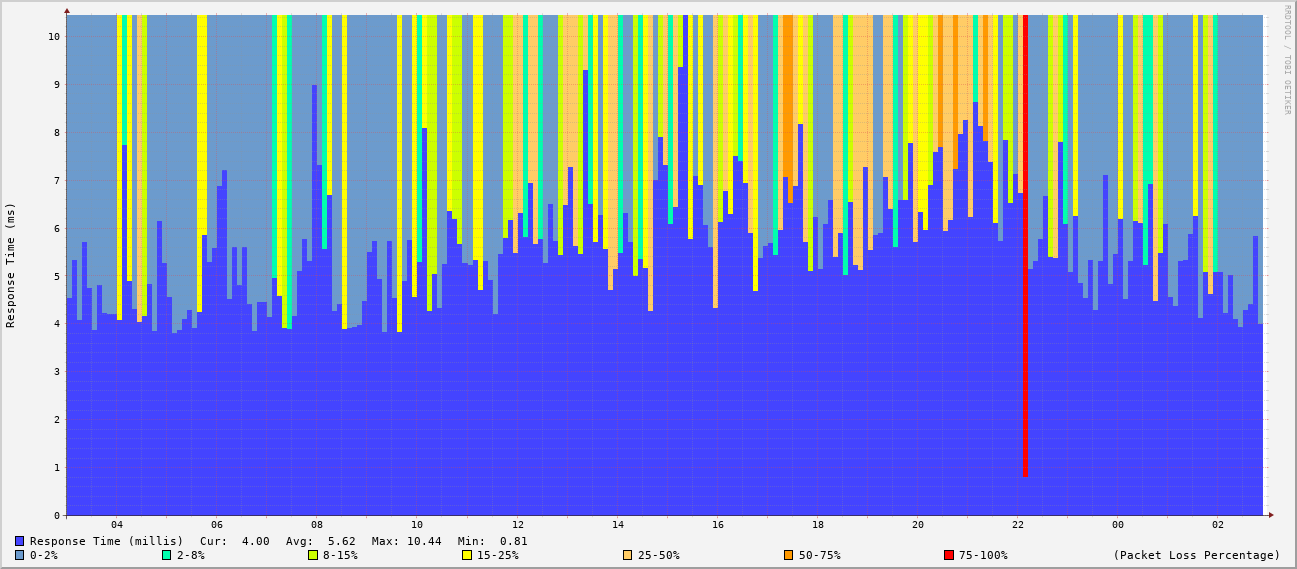 RRDTOOL / TOBI OETIKER
Response Time (ms)
10
9
8
7
6
5
4
3
2
1
0
04 06 08 10 12 14 16 18 20 22 00 02
Response Time (millis) Cur: 4.00 Avg: 5.62 Max: 10.44 Min: 0.81
0-2% 2-8% 8-15% 15-25% 25-50% 50-75% 75-100% (Packet Loss Percentage)